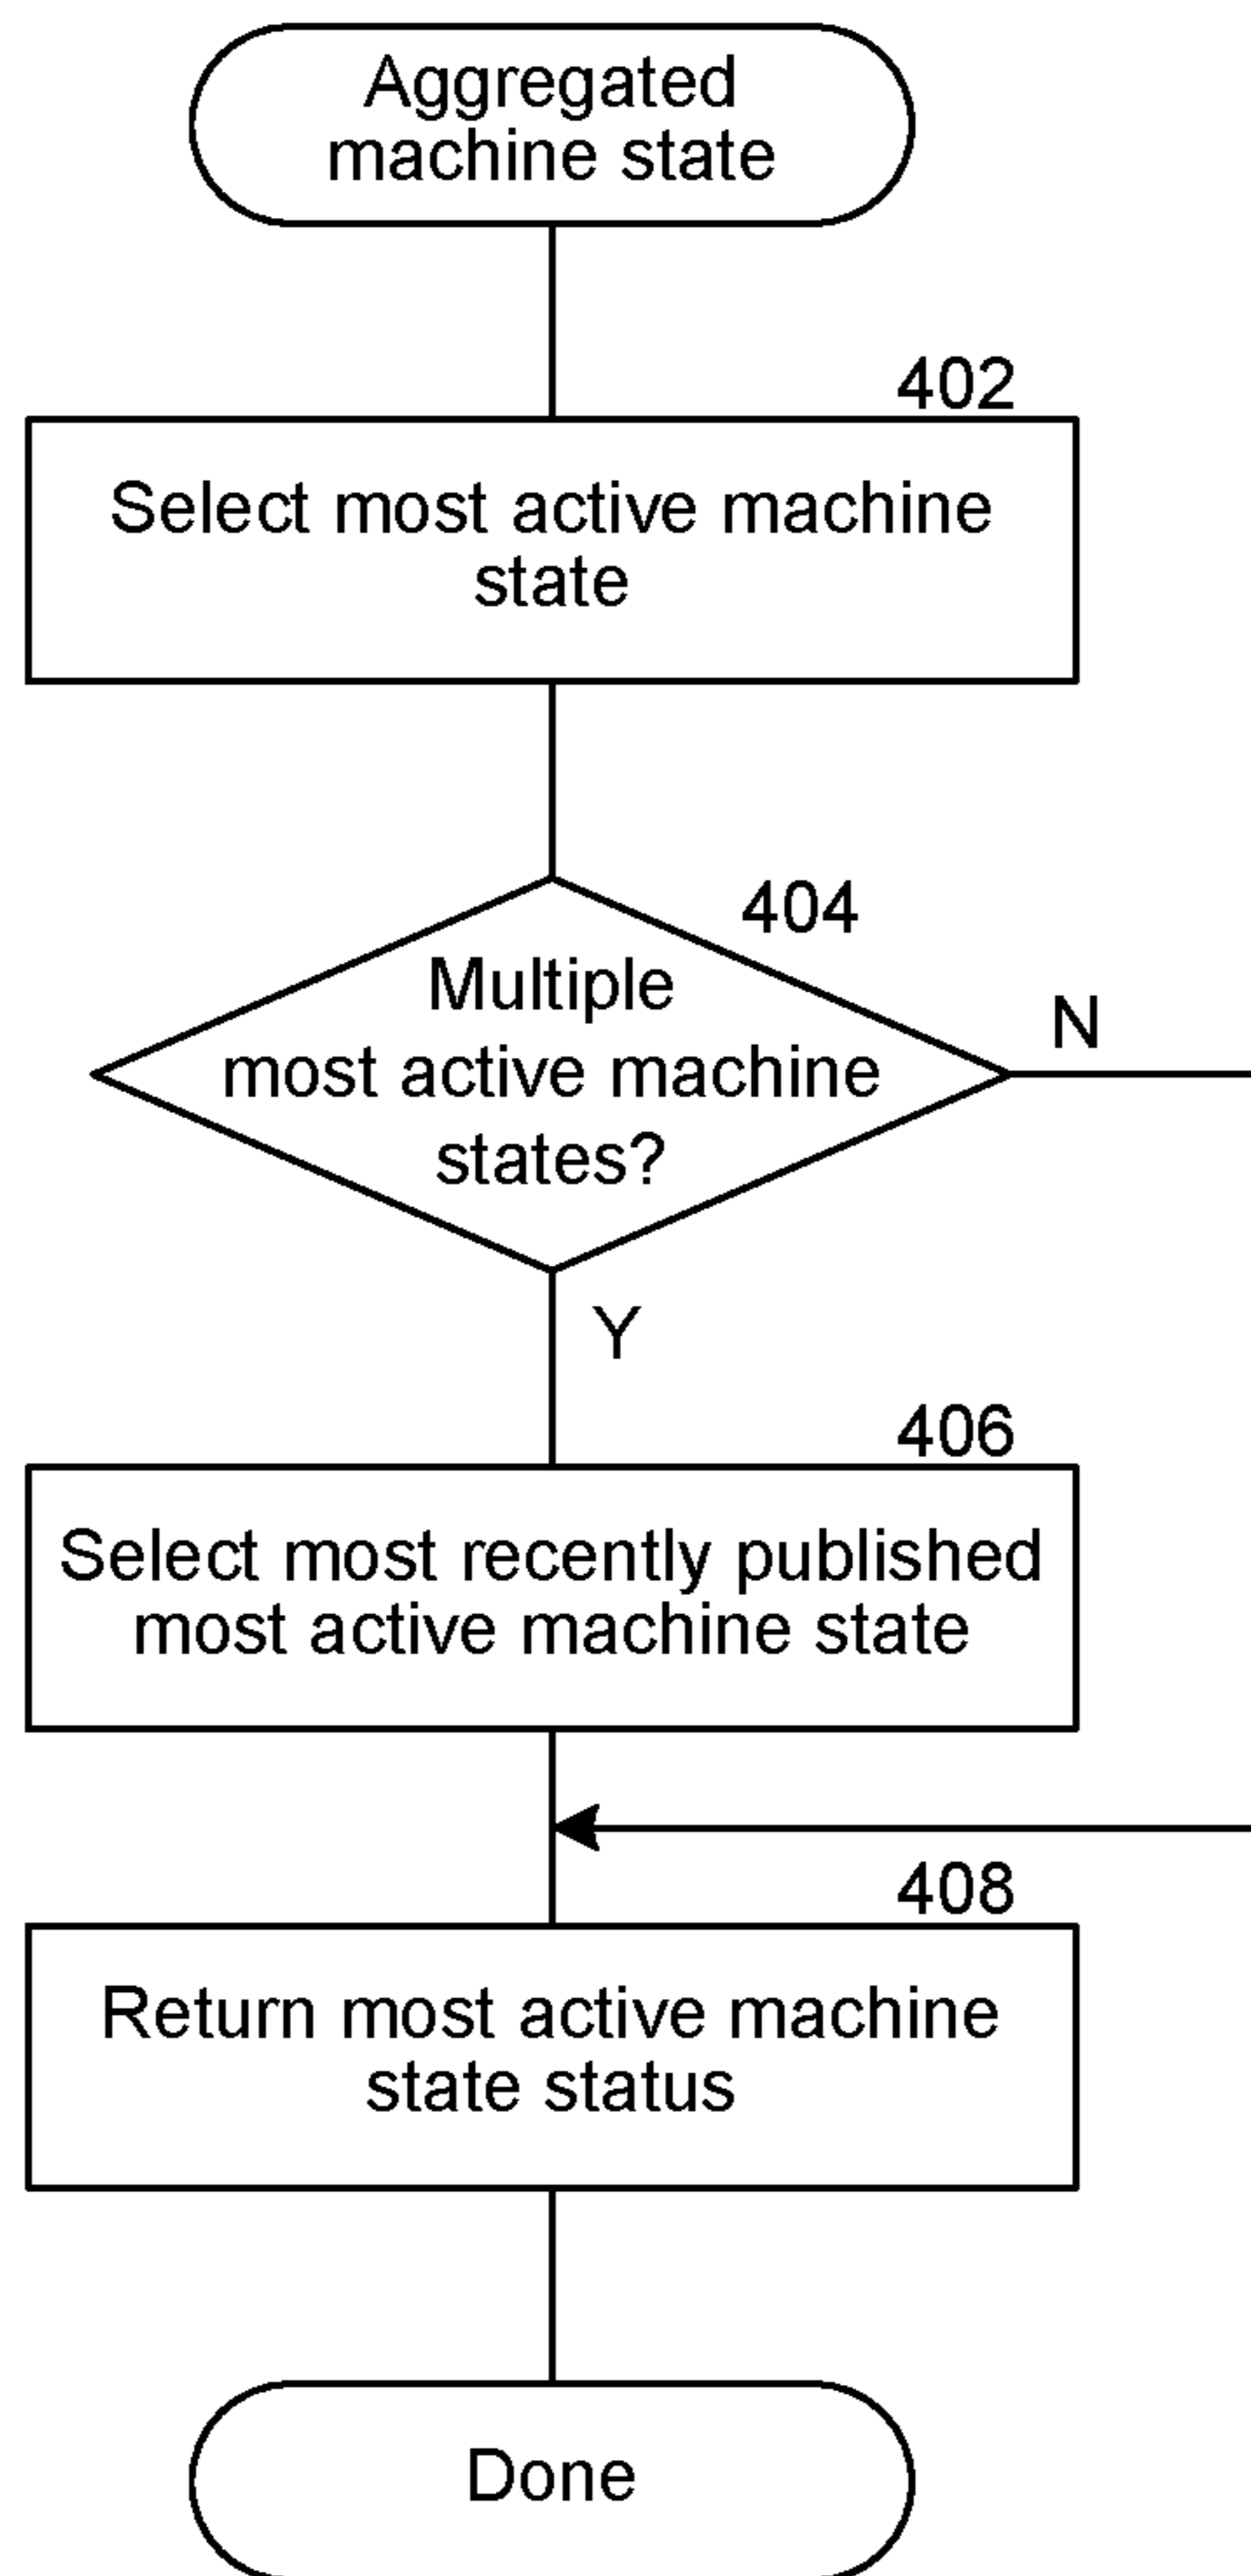 Aggregated
machine state
402
Select most active machine
state
404
Multiple
most active machine
states?
N
Y
406
Select most recently published
most active machine state
408
Return most active machine
state status
Done